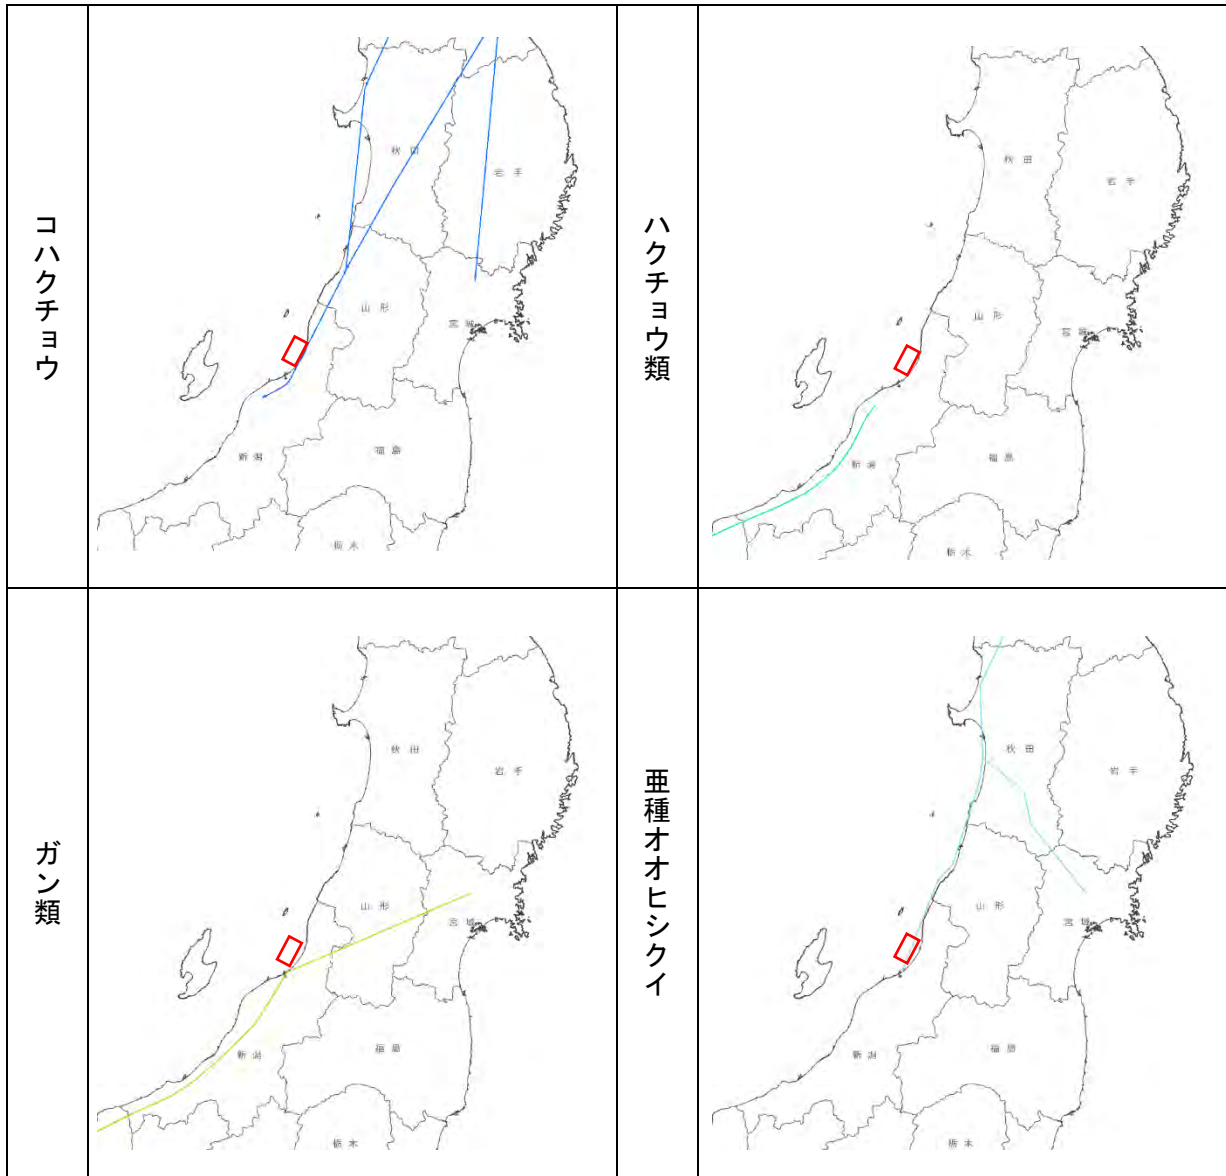 コハクチョウ
秋田
岩手
山形
宮城
新潟
福島
栃木
ハクチョウ類
秋田
岩手
山形
宮城
新潟
福島
栃木
ガン類
秋田
岩手
山形
宮城
新潟
福島
栃木
亜種オオヒシクイ
秋田
岩手
山形
宮城
新潟
福島
栃木